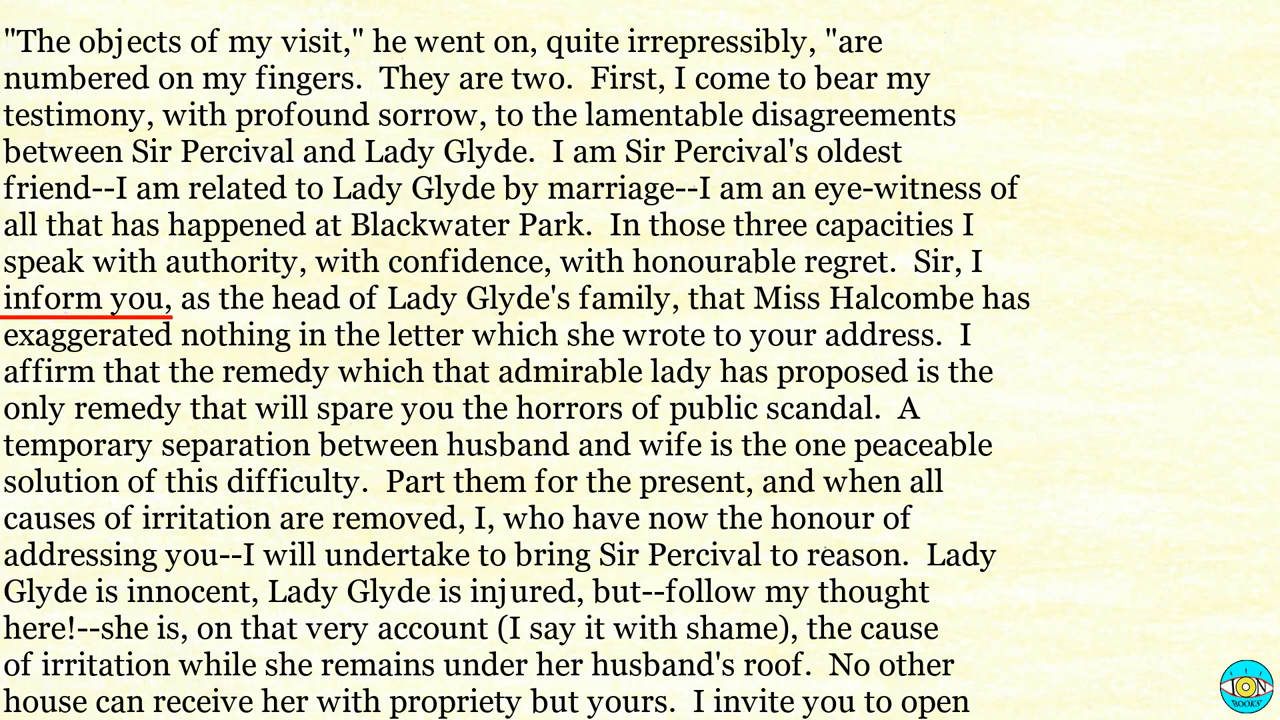 "The objects of my visit," he went on, quite irrepressibly, "are
numbered on my fingers.  They are two.  First, I come to bear my
testimony, with profound sorrow, to the lamentable disagreements
between Sir Percival and Lady Glyde.  I am Sir Percival's oldest
friend--I am related to Lady Glyde by marriage--I am an eye-witness of
all that has happened at Blackwater Park.  In those three capacities I
speak with authority, with confidence, with honourable regret.  Sir, I
inform you, as the head of Lady Glyde's family, that Miss Halcombe has
exaggerated nothing in the letter which she wrote to your address.  I
affirm that the remedy which that admirable lady has proposed is the
only remedy that will spare you the horrors of public scandal.  A
temporary separation between husband and wife is the one peaceable
solution of this difficulty.  Part them for the present, and when all
causes of irritation are removed, I, who have now the honour of
addressing you--I will undertake to bring Sir Percival to reason.  Lady
Glyde is innocent, Lady Glyde is injured, but--follow my thought
here!--she is, on that very account (I say it with shame), the cause
of irritation while she remains under her husband's roof.  No other
house can receive her with propriety but yours.  I invite you to open
ION
BOOKS